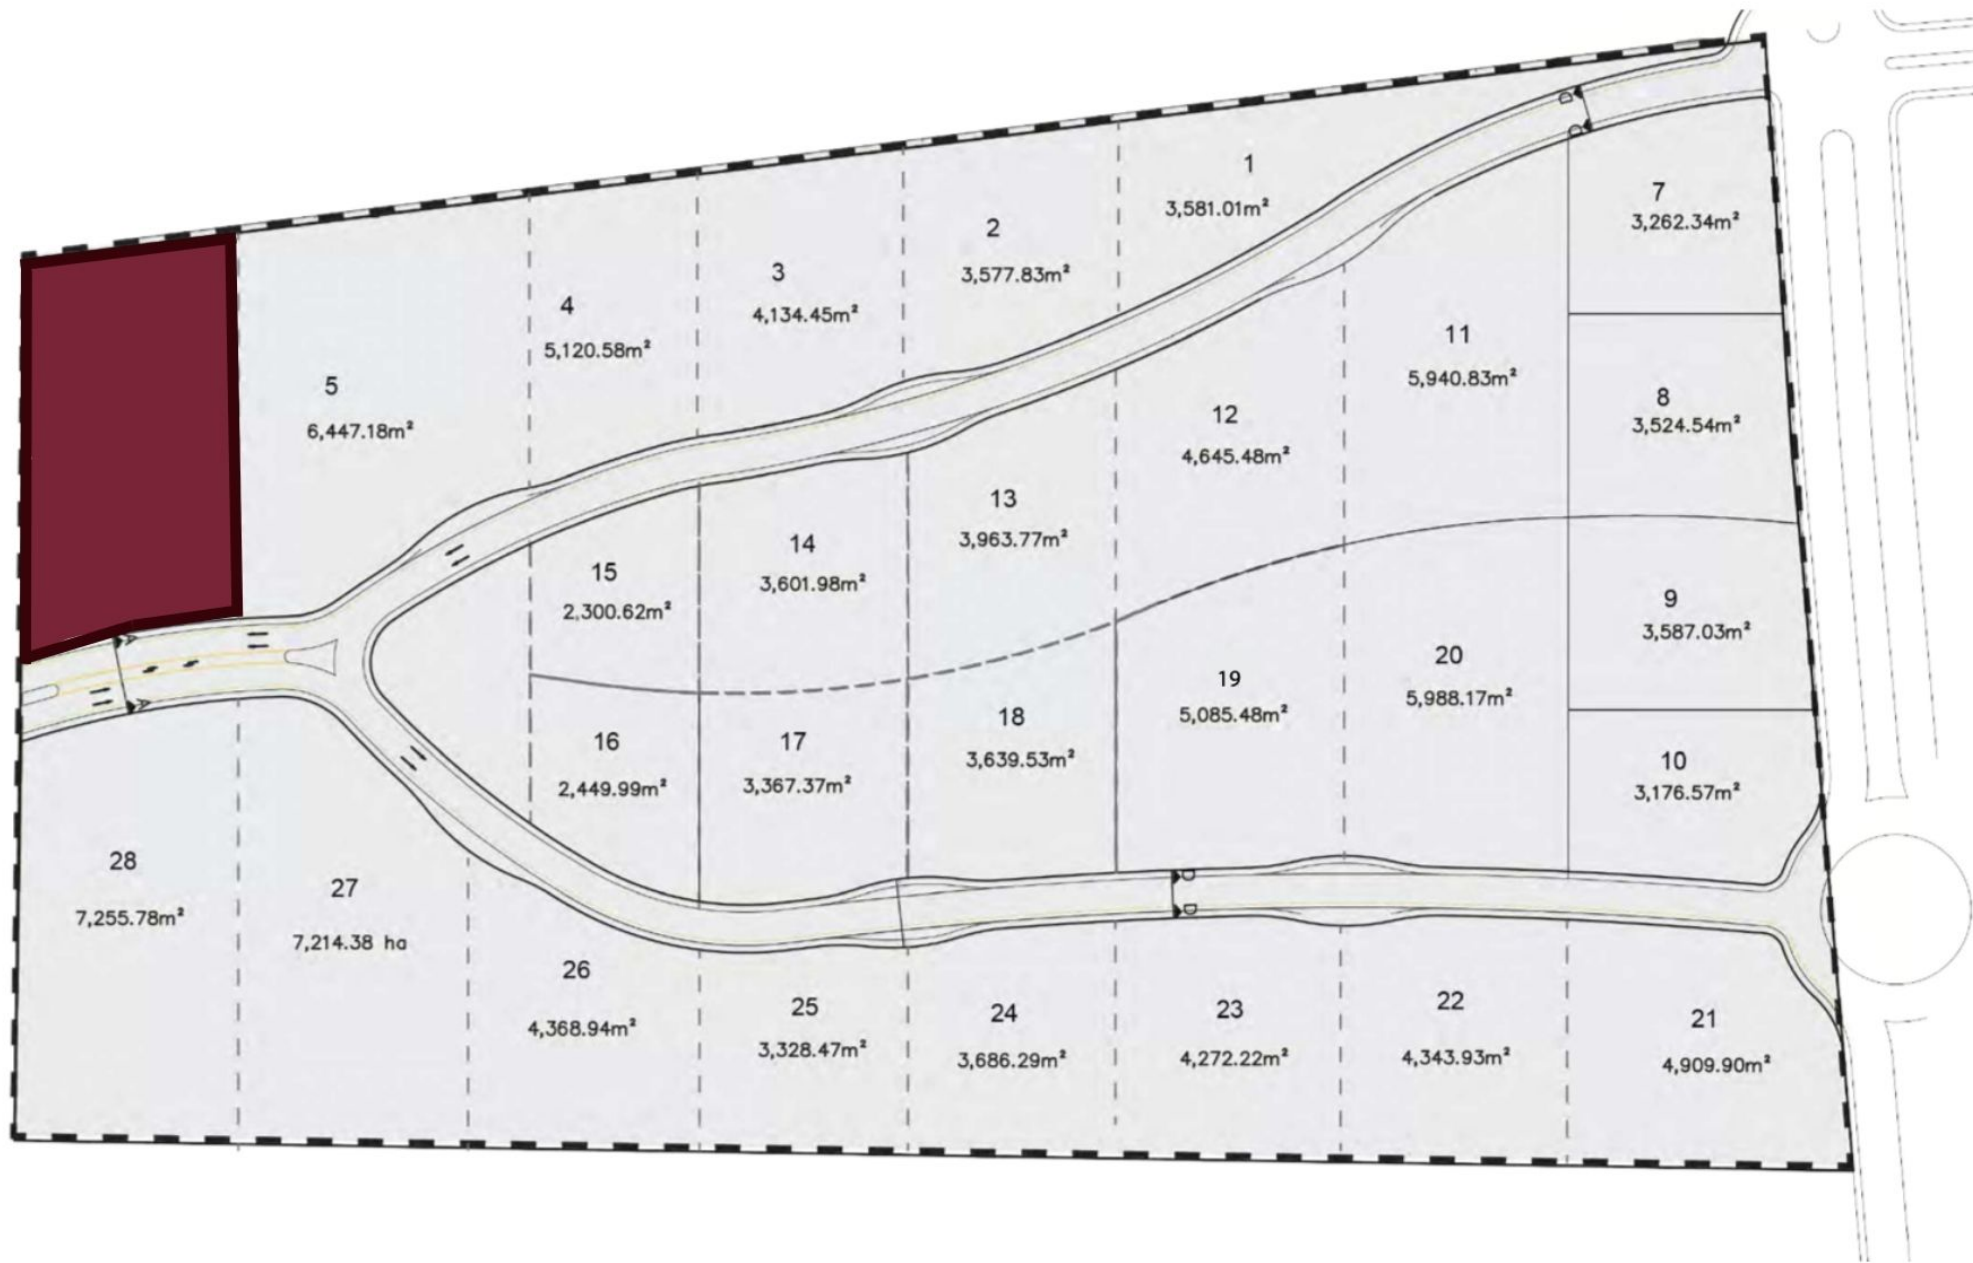 1
3,581.01m²
2
3,577.83m²
3
4,134.45m²
4
5,120.58m²
5
6,447.18m²
7
3,262.34m²
8
3,524.54m²
9
3,587.03m²
10
3,176.57m²
11
5,940.83m²
12
4,645.48m²
13
3,963.77m²
14
3,601.98m²
15
2,300.62m²
16
2,449.99m²
17
3,367.37m²
18
3,639.53m²
19
5,085.48m²
20
5,988.17m²
21
4,909.90m²
22
4,343.93m²
23
4,272.22m²
24
3,686.29m²
25
3,328.47m²
26
4,368.94m²
27
7,214.38 ha
28
7,255.78m²
A
A
D
D
D
D